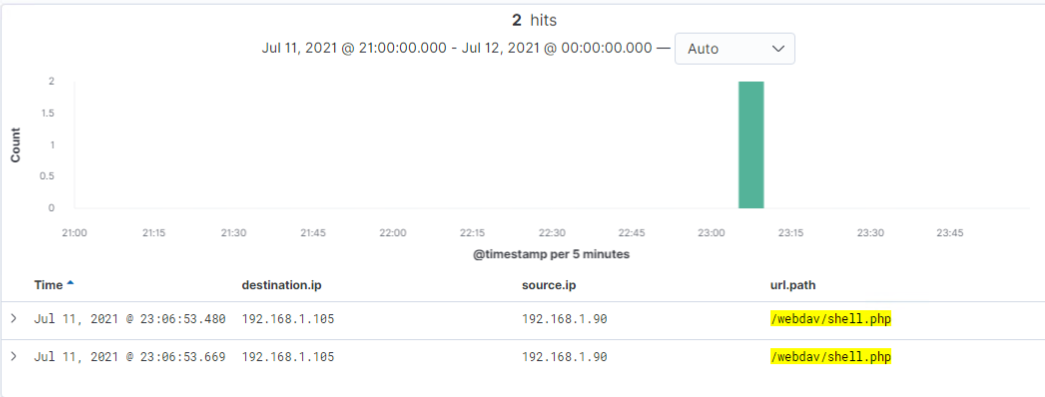 2 hits
Jul 11, 2021 @ 21:00:00.000 - Jul 12, 2021 @ 00:00:00.000 — Auto
2
1.5
1
0.5
0
Count
21:00 21:15 21:30 21:45 22:00 22:15 22:30 22:45 23:00 23:15 23:30 23:45
@timestamp per 5 minutes
Time destination.ip source.ip url.path
Jul 11, 2021 @ 23:06:53.480 192.168.1.105 192.168.1.90 /webdav/shell.php
Jul 11, 2021 @ 23:06:53.669 192.168.1.105 192.168.1.90 /webdav/shell.php